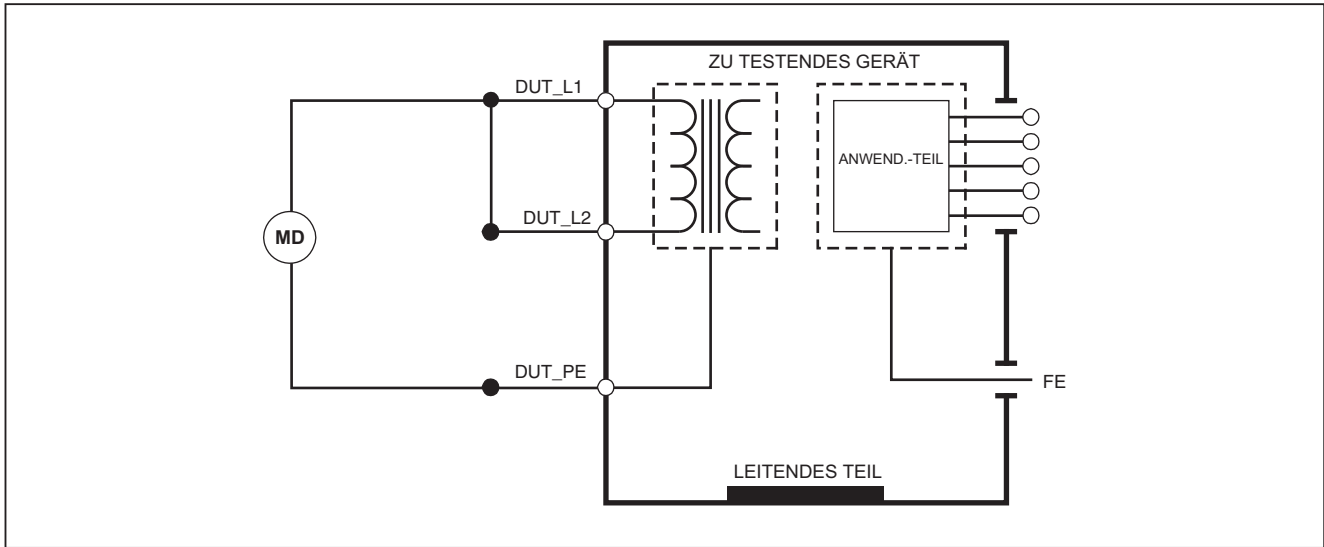 ZU TESTENDES GERÄT
DUT_L1
ANWEND.-TEIL
DUT_L2
MD
DUT_PE
FE
LEITENDES TEIL